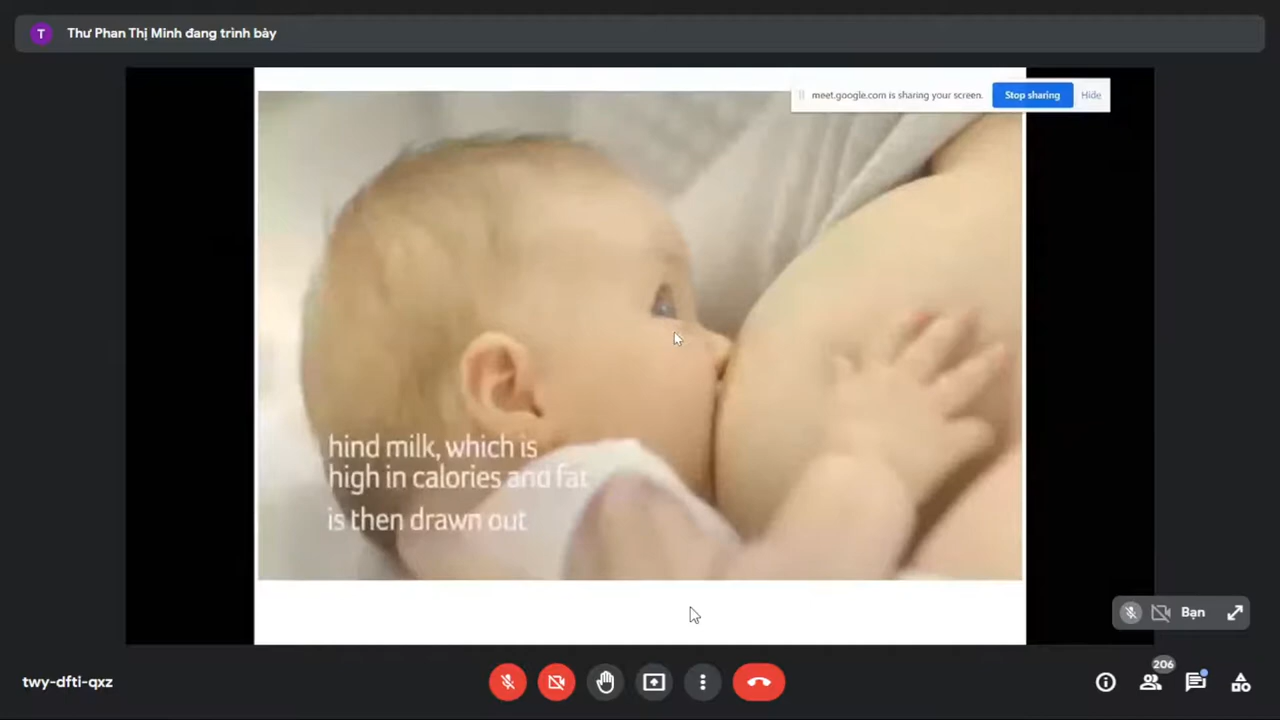 T
Thư Phan Thị Minh đang trình bày
meet.google.com is sharing your screen.
Stop sharing
Hide
hind milk, which is
high in calories and fat
is then drawn out
Bạn
twy-dfti-qxz
206